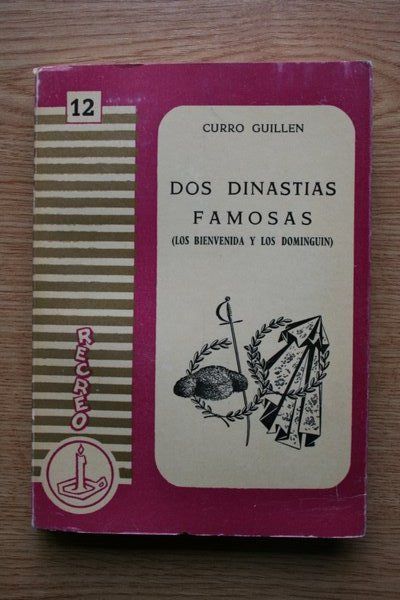 12
CURRO GUILLEN
DOS DINASTIAS
FAMOSAS
(LOS BIENVENIDA Y LOS DOMINGUIN)
RECREO